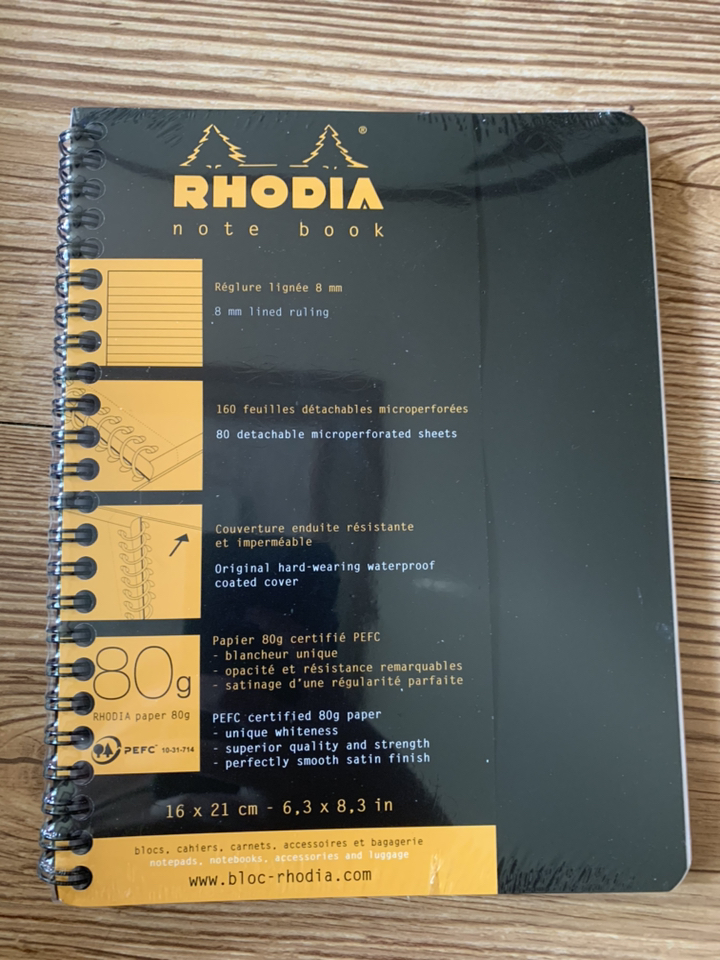 ®
RHODIA
note book
Réglure lignée 8 mm
8 mm lined ruling
160 feuilles détachables microperforées
80 detachable microperforated sheets
Couverture enduite résistante
et imperméable
Original hard-wearing waterproof
coated cover
80g
RHODIA paper 80g
PEFC™ 10-31-714
Papier 80g certifié PEFC
- blancheur unique
- opacité et résistance remarquables
- satinage d'une régularité parfaite
PEFC certified 80g paper
- unique whiteness
- superior quality and strength
- perfectly smooth satin finish
16 x 21 cm - 6,3 x 8,3 in
blocs, cahiers, carnets, accessoires et bagagerie
notepads, notebooks, accessories and luggage
www.bloc-rhodia.com